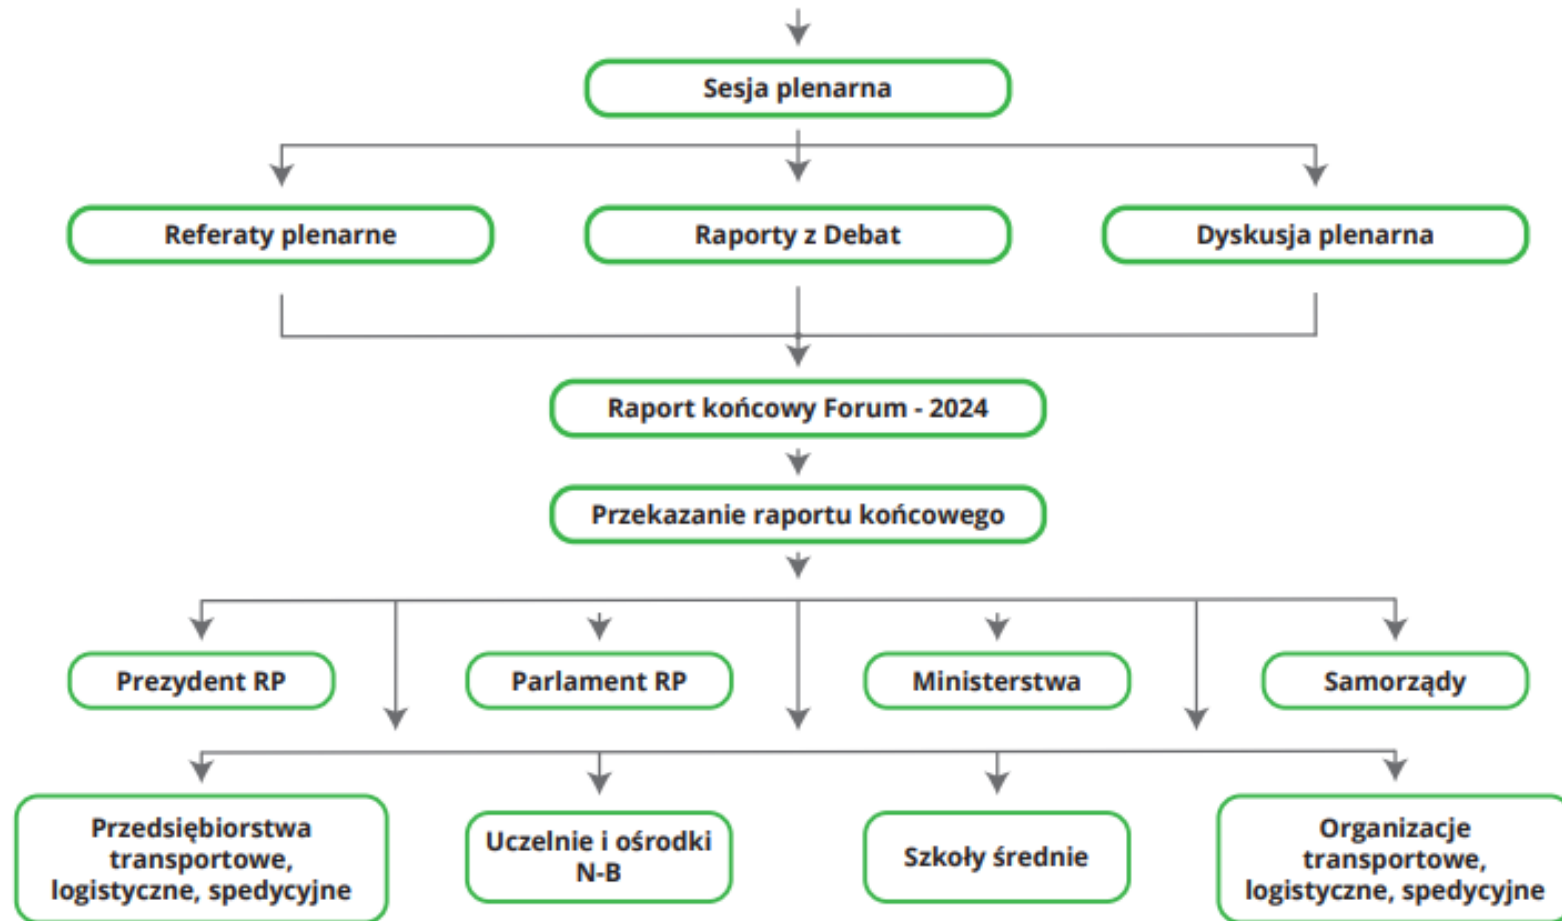 Sesja plenarna
Referaty plenarne
Raporty z Debat
Dyskusja plenarna
Raport końcowy Forum - 2024
Przekazanie raportu końcowego
Prezydent RP
Parlament RP
Ministerstwa
Samorządy
Przedsiębiorstwa
transportowe,
logistyczne, spedycyjne
Uczelnie i ośrodki
N-B
Szkoły średnie
Organizacje
transportowe,
logistyczne, spedycyjne